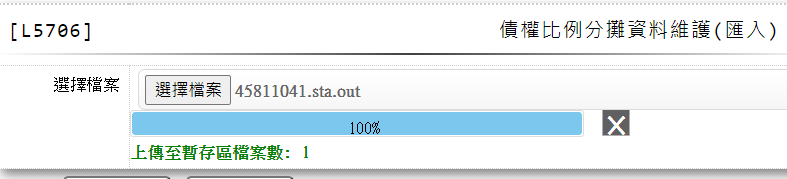 [L5706] 債權比例分攤資料維護(匯入)
選擇檔案 選擇檔案 45811041.sta.out
100% X
上傳至暫存區檔案數: 1